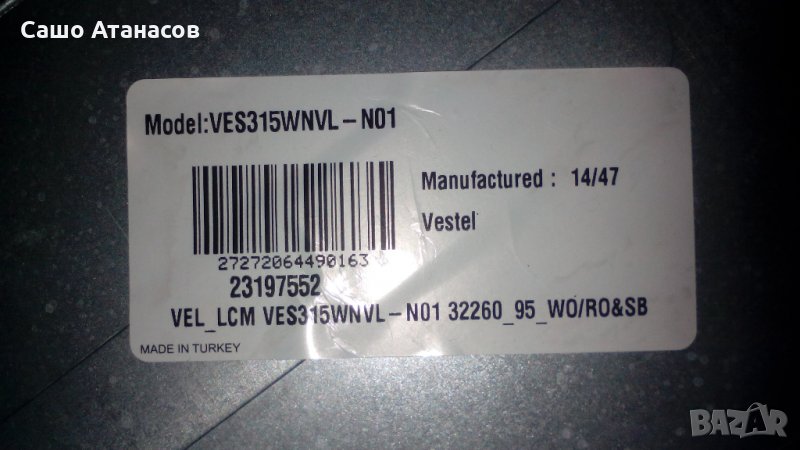 Сашо Атанасов
Model:VES315WNVL-N01
Manufactured : 14/47
Vestel
27272064490163
23197552
VEL_LCM VES315WNVL-N01 32260_95_WO/RO&SB
MADE IN TURKEY
BAZAR